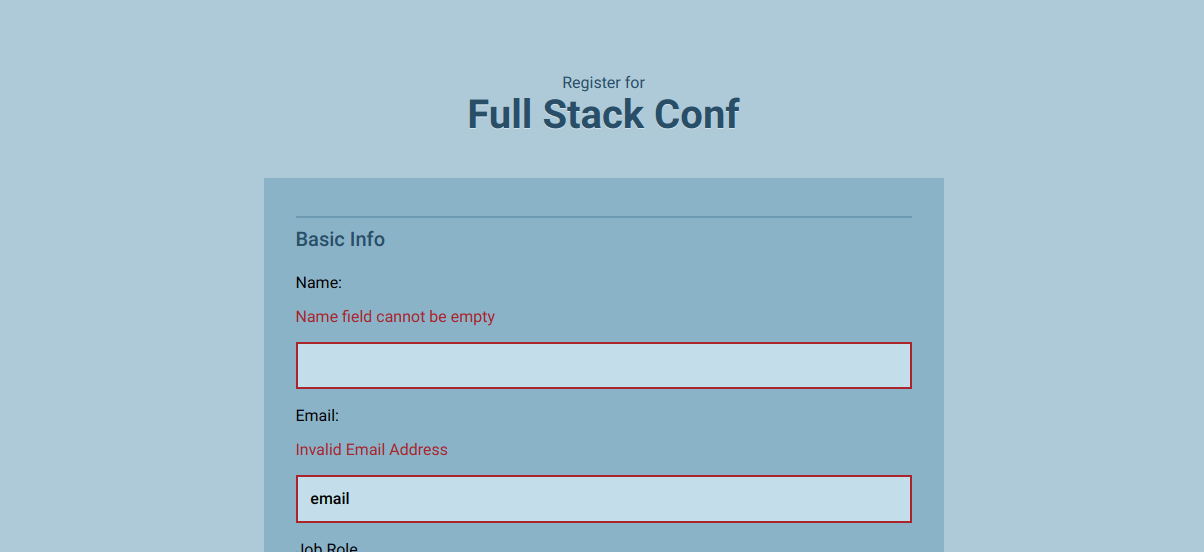 Register for
Full Stack Conf
Basic Info
Name:
Name field cannot be empty
Email:
Invalid Email Address
email
Job Role